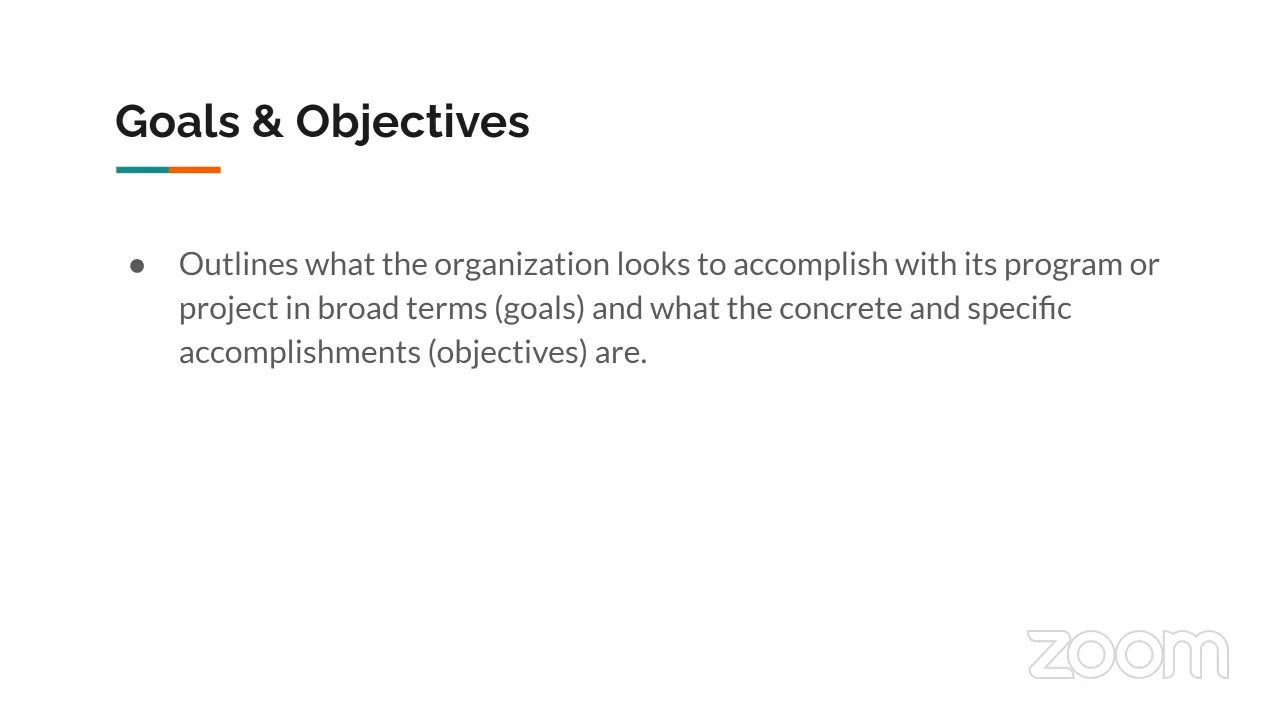 Goals & Objectives
● Outlines what the organization looks to accomplish with its program or
project in broad terms (goals) and what the concrete and specific
accomplishments (objectives) are.
zoom